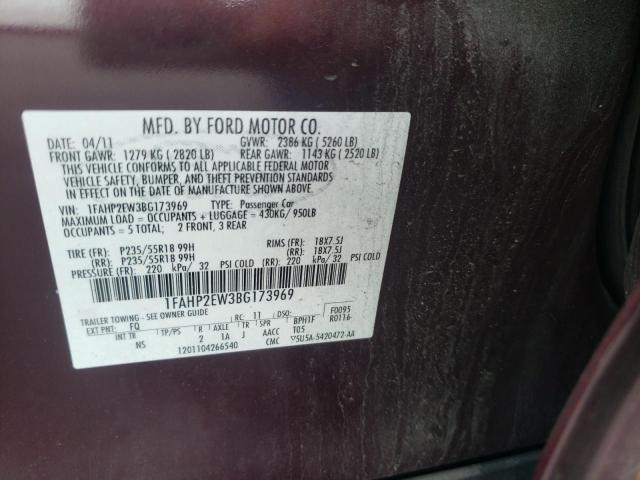 MFD. BY FORD MOTOR CO.
DATE: 04/11 GVWR: 2386 KG ( 5260 LB)
FRONT GAWR: 1279 KG ( 2820 LB) REAR GAWR: 1143 KG ( 2520 LB)
THIS VEHICLE CONFORMS TO ALL APPLICABLE FEDERAL MOTOR
VEHICLE SAFETY, BUMPER, AND THEFT PREVENTION STANDARDS
IN EFFECT ON THE DATE OF MANUFACTURE SHOWN ABOVE.
VIN: 1FAHP2EW3BG173969 TYPE: Passenger Car
MAXIMUM LOAD = OCCUPANTS + LUGGAGE = 430KG/ 950LB
OCCUPANTS = 5 TOTAL; 2 FRONT, 3 REAR
TIRE (FR): P235/55R18 99H RIMS (FR): 18X7.5J
(RR): P235/55R18 99H (RR): 18X7.5J
PRESSURE (FR): 220 kPa/ 32 PSI COLD (RR): 220 kPa/ 32 PSI COLD
1FAHP2EW3BG173969
TRAILER TOWING - SEE OWNER GUIDE RC: 11 F0095
EXT PNT: FQ TP/PS R AXLE TR SPR BPH1F R0116-
NS 2 1A J AACC T05
1201104266540 CMC 5U5A-5420472-AA